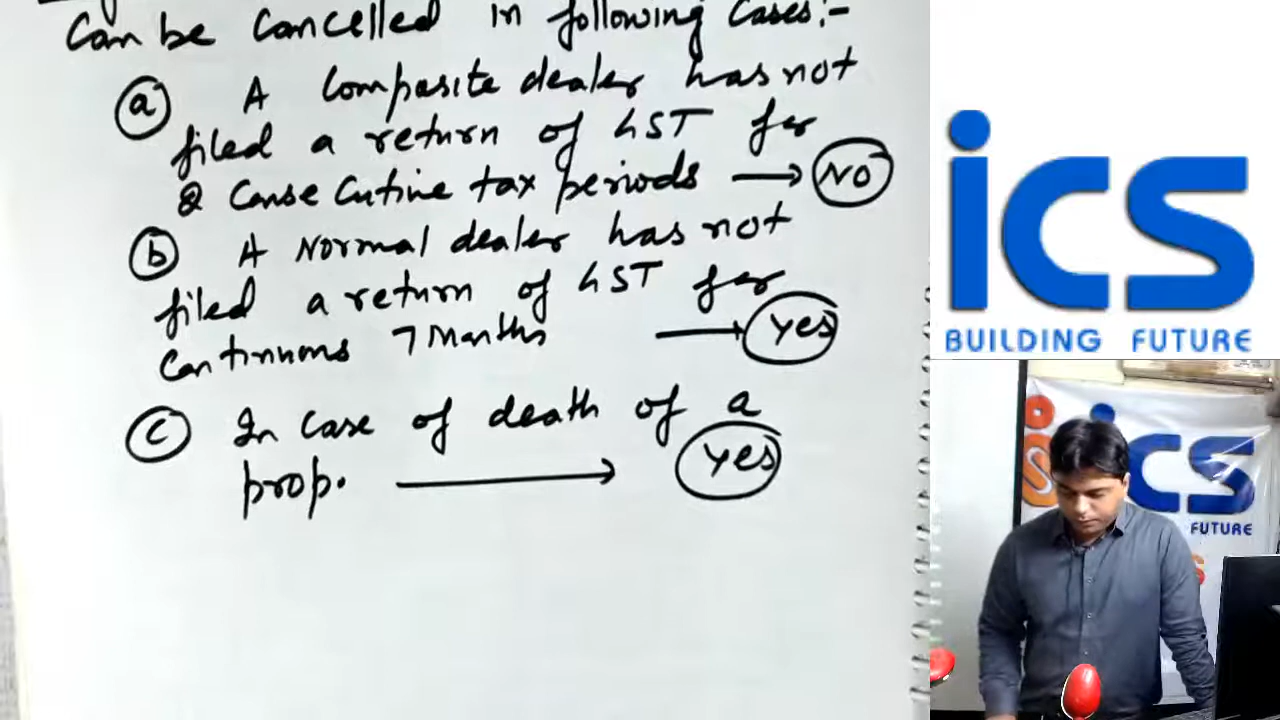 can be cancelled in following cases:-
(a) A composite dealer has not
filed a return of GST for
2 consecutive tax periods → NO
(b) A Normal dealer has not
filed a return of GST for
continuous 7 Months → Yes
(c) In case of death of a
prop. → Yes
ics
BUILDING FUTURE
ics
FUTURE